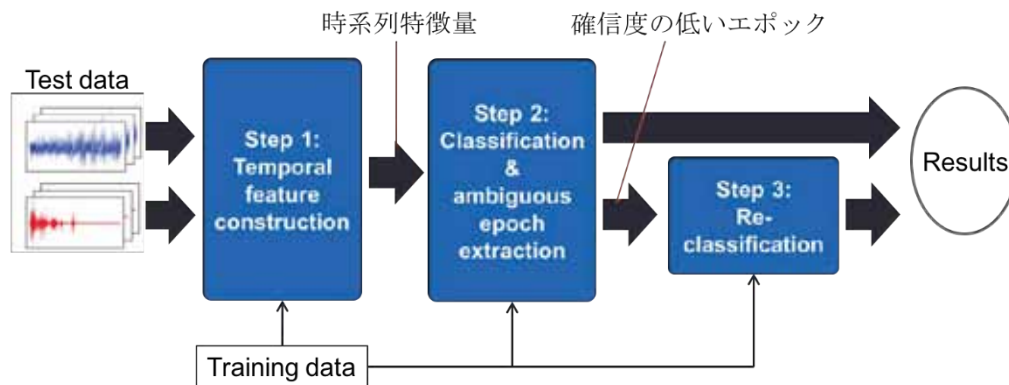 時系列特徴量
確信度の低いエポック
Test data
Step 1:
Temporal
feature
construction
Step 2:
Classification
&
ambiguous
epoch
extraction
Step 3:
Re-
classification
Results
Training data